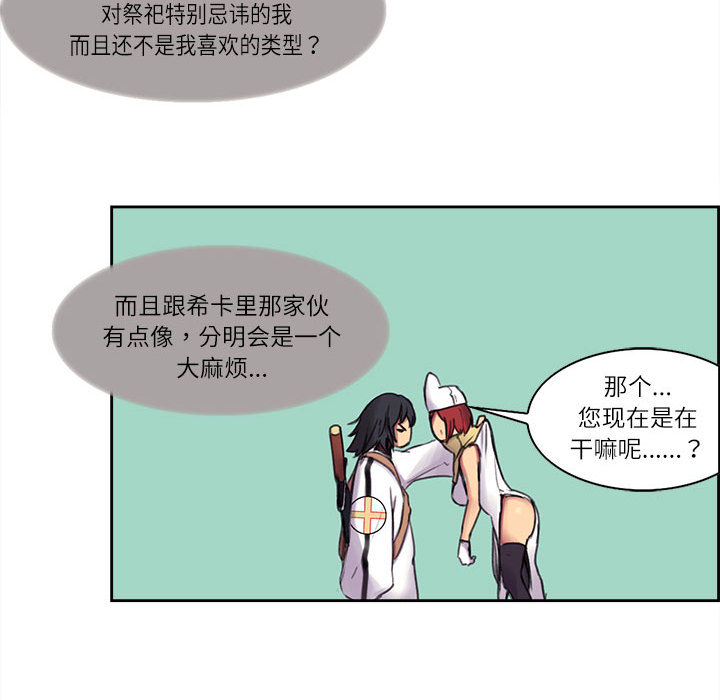 对祭祀特别忌讳的我
而且还不是我喜欢的类型？
而且跟希卡里那家伙
有点像，分明会是一个
大麻烦...
那个...
您现在是在
干嘛呢......？